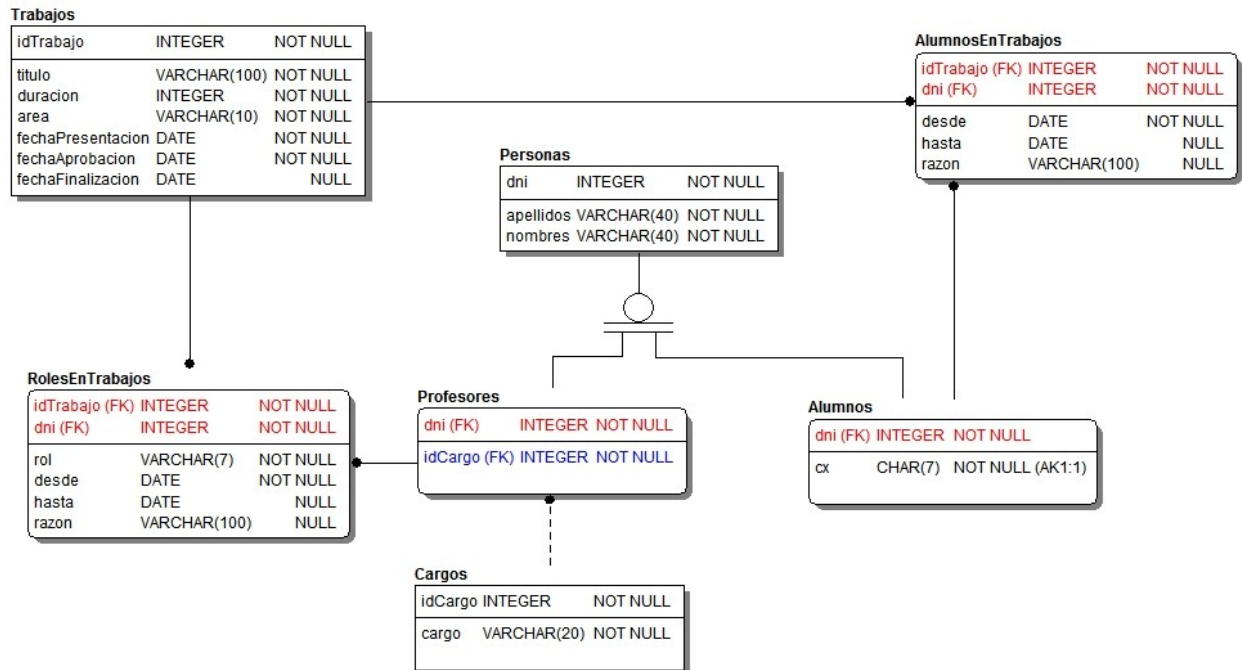 Trabajos
idTrabajo INTEGER NOT NULL
titulo VARCHAR(100) NOT NULL
duracion INTEGER NOT NULL
area VARCHAR(10) NOT NULL
fechaPresentacion DATE NOT NULL
fechaAprobacion DATE NOT NULL
fechaFinalizacion DATE NULL
AlumnosEnTrabajos
idTrabajo (FK) INTEGER NOT NULL
dni (FK) INTEGER NOT NULL
desde DATE NOT NULL
hasta DATE NULL
razon VARCHAR(100) NULL
Personas
dni INTEGER NOT NULL
apellidos VARCHAR(40) NOT NULL
nombres VARCHAR(40) NOT NULL
RolesEnTrabajos
idTrabajo (FK) INTEGER NOT NULL
dni (FK) INTEGER NOT NULL
rol VARCHAR(7) NOT NULL
desde DATE NOT NULL
hasta DATE NULL
razon VARCHAR(100) NULL
Profesores
dni (FK) INTEGER NOT NULL
idCargo (FK) INTEGER NOT NULL
Alumnos
dni (FK) INTEGER NOT NULL
cx CHAR(7) NOT NULL (AK1:1)
Cargos
idCargo INTEGER NOT NULL
cargo VARCHAR(20) NOT NULL